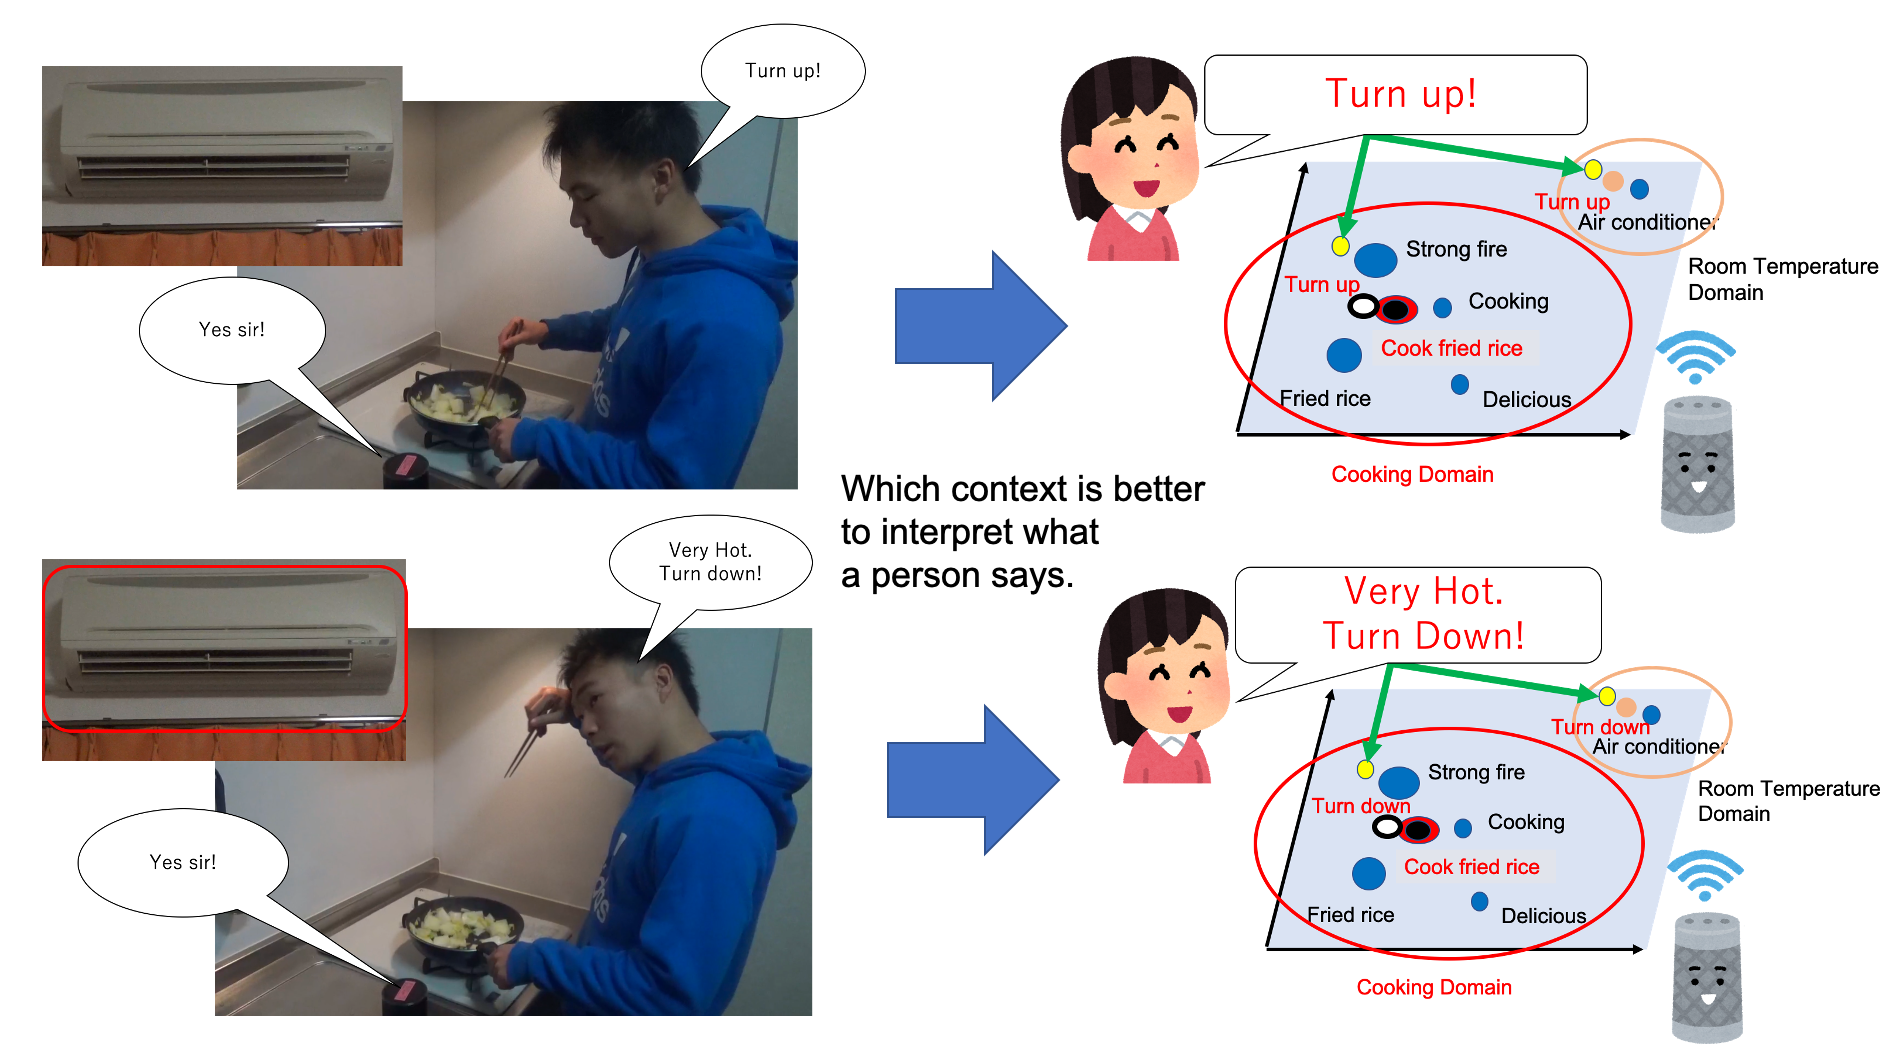 Turn up!
Yes sir!
Turn up!
Turn up
Air conditioner
Strong fire
Room Temperature
Domain
Turn up
Cooking
Cook fried rice
Fried rice
Delicious
Cooking Domain
Which context is better
to interpret what
a person says.
Very Hot.
Turn down!
Yes sir!
Very Hot.
Turn Down!
Turn down
Air conditioner
Strong fire
Room Temperature
Domain
Turn down
Cooking
Cook fried rice
Fried rice
Delicious
Cooking Domain